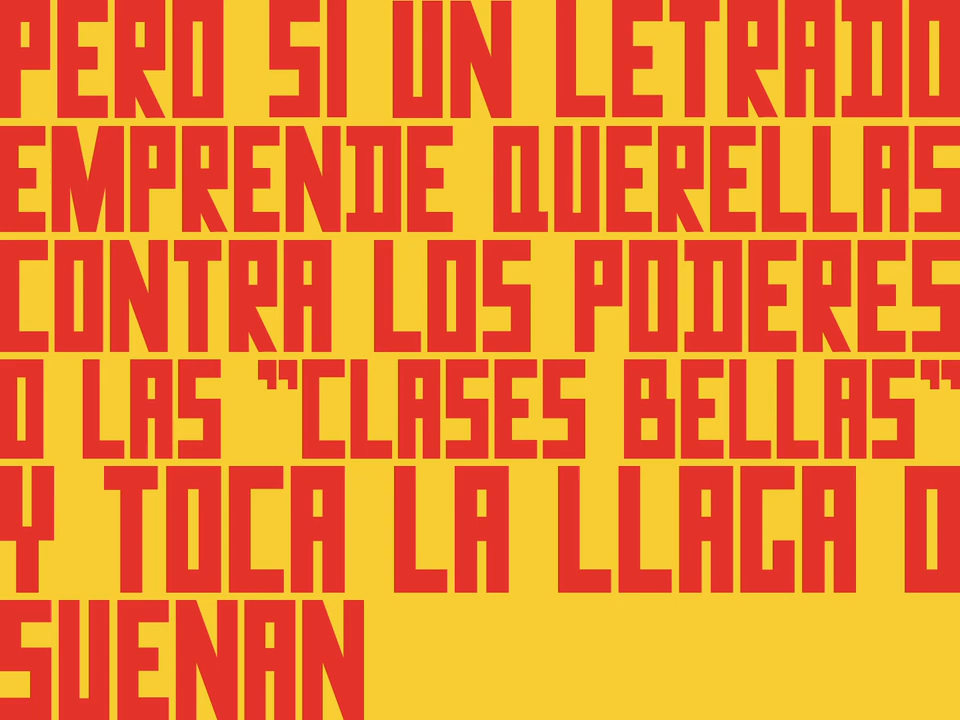 PERO SI UN LETRADO
EMPRENDE QUERELLAS
CONTRA LOS PODERES
O LAS "CLASES BELLAS"
Y TOCA LA LLAGA O
SUENAN